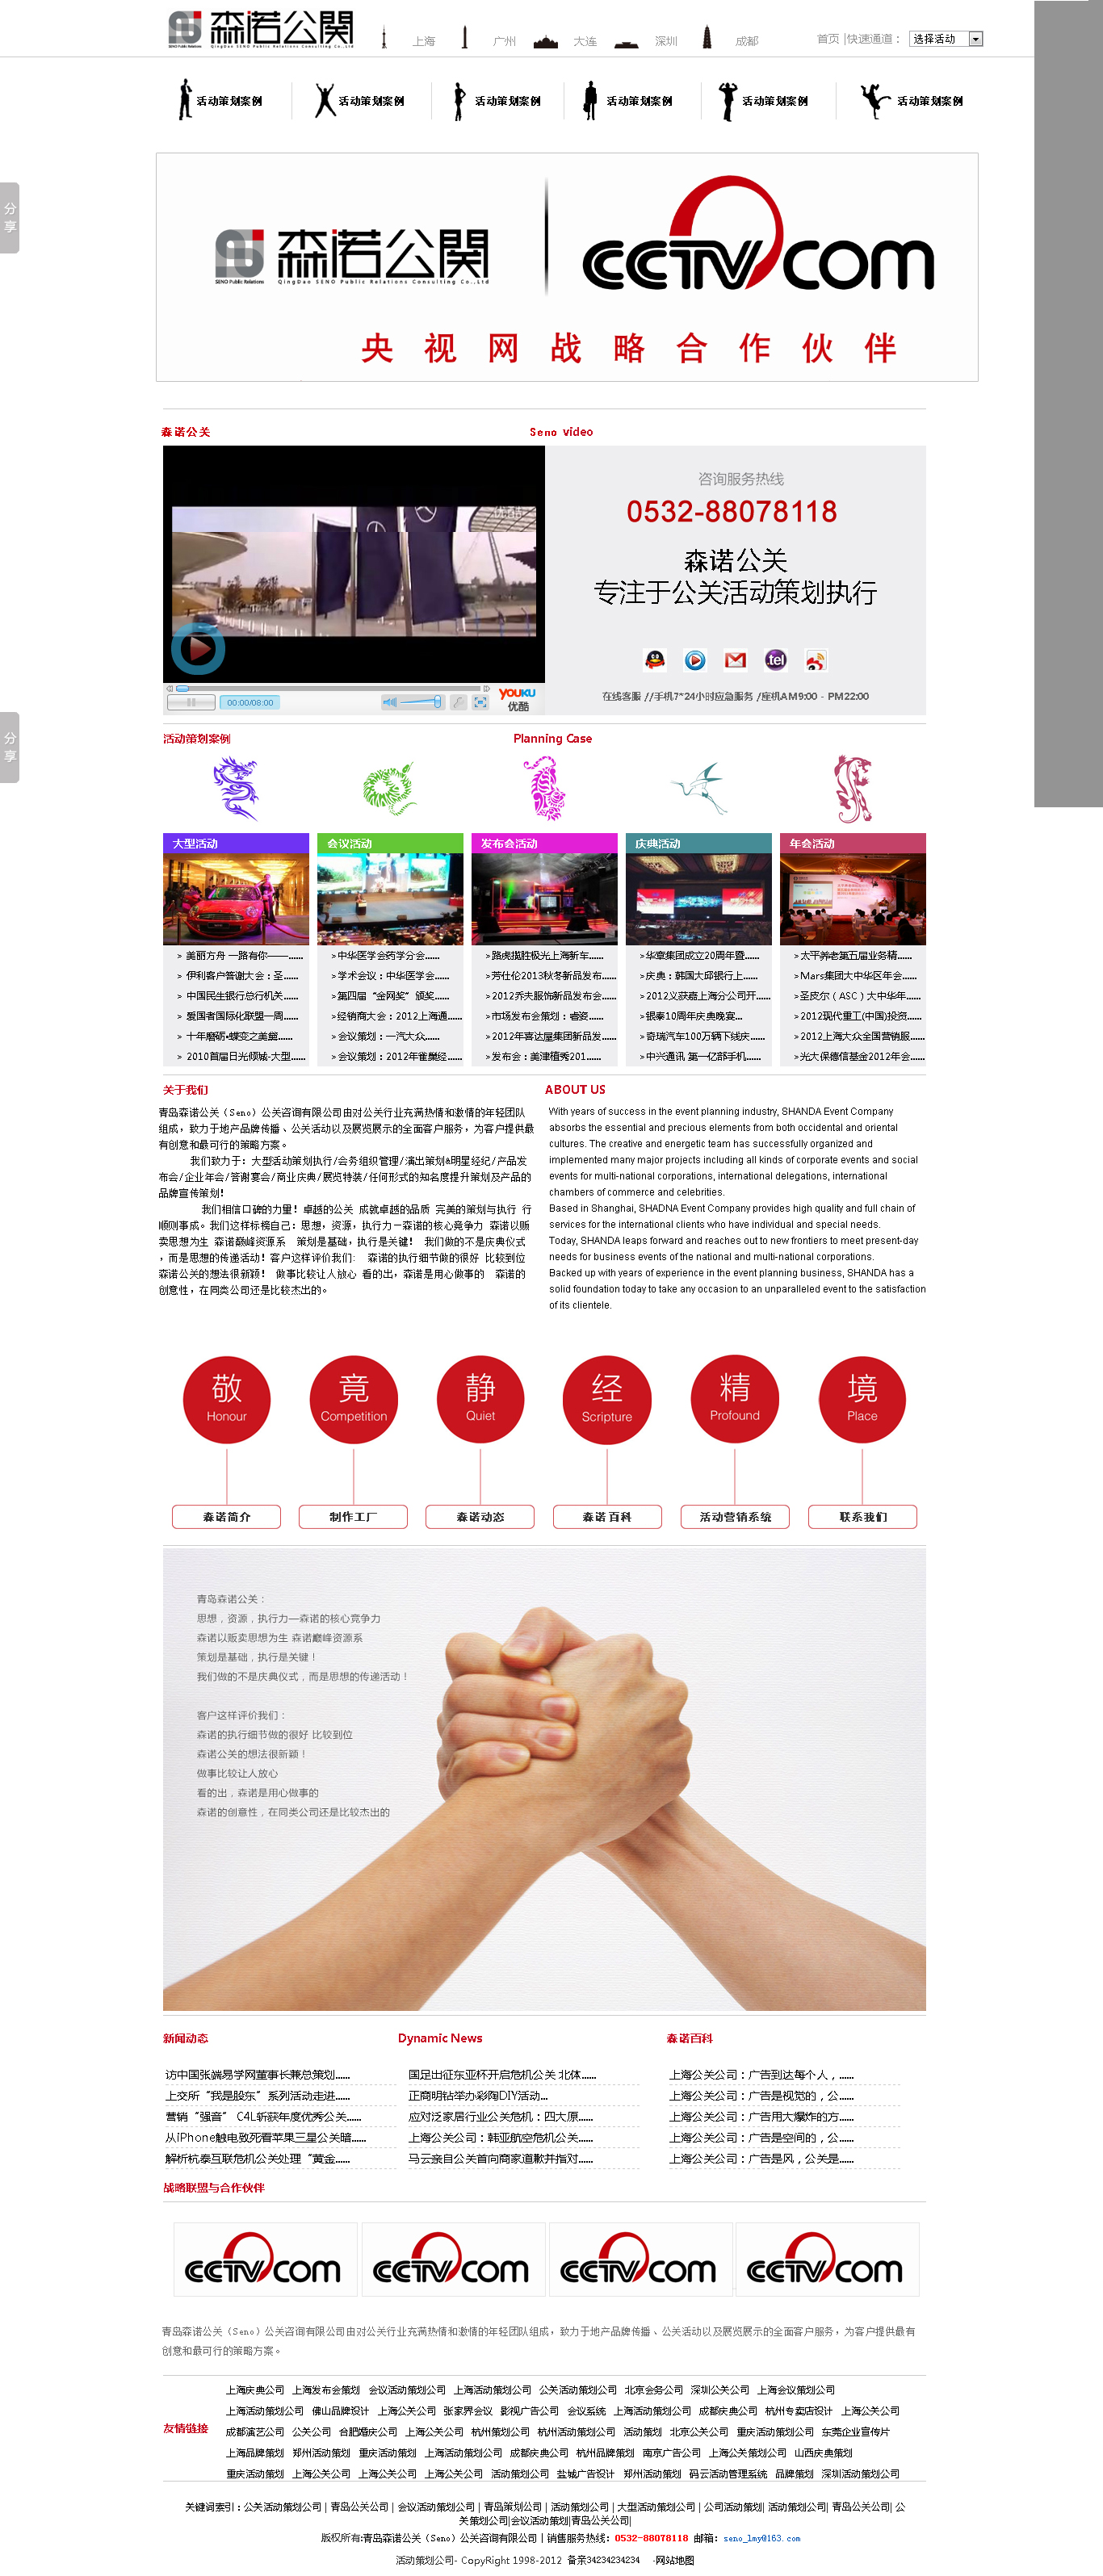 森诺公関
QingDao SENO Public Relations Consulting Co.,Ltd
上海 广州 大连 深圳 成都
首页 |快速通道： 选择活动
活动策划案例 活动策划案例 活动策划案例 活动策划案例 活动策划案例 活动策划案例
分享
森诺公関
SENO Public Relations
QingDao SENO Public Relations Consulting Co.,Ltd
CCTV.com
央视网战略合作伙伴
森诺公关 Seno video
咨询服务热线
0532-88078118
森诺公关
专注于公关活动策划执行
tel
在线客服 //手机7*24小时应急服务 /座机AM9:00 - PM22:00
00:00/08:00
YOUKU
优酷
分享
活动策划案例 Planning Case
大型活动 会议活动 发布会活动 庆典活动 年会活动
> 美丽方舟 一路有你——......
> 伊利客户答谢大会：圣......
> 中国民生银行总行机关......
> 爱国者国际化联盟一周......
> 十年磨砺•蝶变之美盥......
> 2010首届日光倾城-大型......
>中华医学会药学分会......
>学术会议：中华医学会......
>第四届“金网奖”颁奖......
>经销商大会：2012上海通......
>会议策划：一汽大众......
>会议策划：2012年雀巢经......
>路虎揽胜极光上海新车......
>芳仕伦2013秋冬新品发布......
>2012乔夫服饰新品发布会......
>市场发布会策划：睿姿......
>2012年喜达屋集团新品发......
>发布会：美津植秀201......
>华章集团成立20周年暨......
>庆典：韩国大邱银行上......
>2012义获嘉上海分公司开......
>银泰10周年庆典晚宴...
>奇瑞汽车100万辆下线庆......
>中兴通讯 第一亿部手机......
>太平养老第五届业务精......
>Mars集团大中华区年会......
>圣皮尔（ASC）大中华年......
>2012现代重工(中国)投资......
>2012上海大众全国营销服......
>光大保德信基金2012年会......
关于我们
青岛森诺公关（Seno）公关咨询有限公司由对公关行业充满热情和激情的年轻团队
组成，致力于地产品牌传播、公关活动以及展览展示的全面客户服务，为客户提供最
有创意和最可行的策略方案。
我们致力于：大型活动策划执行/会务组织管理/演出策划&明星经纪/产品发
布会/企业年会/答谢宴会/商业庆典/展览特装/任何形式的知名度提升策划及产品的
品牌宣传策划！
我们相信口碑的力量！卓越的公关 成就卓越的品质 完美的策划与执行 行
顺则事成。我们这样标榜自己：思想，资源，执行力—森诺的核心竞争力 森诺以贩
卖思想为生 森诺巅峰资源系 策划是基础，执行是关键！ 我们做的不是庆典仪式
，而是思想的传递活动！客户这样评价我们： 森诺的执行细节做的很好 比较到位
森诺公关的想法很新颖！ 做事比较让人放心 看的出，森诺是用心做事的 森诺的
创意性，在同类公司还是比较杰出的。
ABOUT US
With years of success in the event planning industry, SHANDA Event Company
absorbs the essential and precious elements from both occidental and oriental
cultures. The creative and energetic team has successfully organized and
implemented many major projects including all kinds of corporate events and social
events for multi-national corporations, international delegations, international
chambers of commerce and celebrities.
Based in Shanghai, SHADNA Event Company provides high quality and full chain of
services for the international clients who have individual and special needs.
Today, SHANDA leaps forward and reaches out to new frontiers to meet present-day
needs for business events of the national and multi-national corporations.
Backed up with years of experience in the event planning business, SHANDA has a
solid foundation today to take any occasion to an unparalleled event to the satisfaction
of its clientele.
敬 竟 静 经 精 境
Honour Competition Quiet Scripture Profound Place
森诺简介 制作工厂 森诺动态 森诺百科 活动营销系统 联系我们
青岛森诺公关：
思想，资源，执行力—森诺的核心竞争力
森诺以贩卖思想为生 森诺巅峰资源系
策划是基础，执行是关键！
我们做的不是庆典仪式，而是思想的传递活动！
客户这样评价我们：
森诺的执行细节做的很好 比较到位
森诺公关的想法很新颖！
做事比较让人放心
看的出，森诺是用心做事的
森诺的创意性，在同类公司还是比较杰出的
新闻动态 Dynamic News 森诺百科
访中国张端易学网董事长兼总策划......
上交所“我是股东”系列活动走进......
营销“强音” C4L斩获年度优秀公关......
从iPhone触电致死看苹果三星公关暗......
解析杭泰互联危机公关处理“黄金......
国足出征东亚杯开启危机公关 北体......
正商明钻举办彩陶DIY活动...
应对泛家居行业公关危机：四大原......
上海公关公司：韩亚航空危机公关......
马云亲自公关首向商家道歉并指对......
上海公关公司：广告到达每个人，......
上海公关公司：广告是视觉的，公......
上海公关公司：广告用大爆炸的方......
上海公关公司：广告是空间的，公......
上海公关公司：广告是风，公关是......
战略联盟与合作伙伴
CCTV.com CCTV.com CCTV.com CCTV.com
青岛森诺公关（Seno）公关咨询有限公司由对公关行业充满热情和激情的年轻团队组成，致力于地产品牌传播、公关活动以及展览展示的全面客户服务，为客户提供最有
创意和最可行的策略方案。
友情链接
上海庆典公司 上海发布会策划 会议活动策划公司 上海活动策划公司 公关活动策划公司 北京会务公司 深圳公关公司 上海会议策划公司
上海活动策划公司 佛山品牌设计 上海公关公司 张家界会议 影视广告公司 会议系统 上海活动策划公司 成都庆典公司 杭州专卖店设计 上海公关公司
成都演艺公司 公关公司 合肥婚庆公司 上海公关公司 杭州策划公司 杭州活动策划公司 活动策划 北京公关公司 重庆活动策划公司 东莞企业宣传片
上海品牌策划 郑州活动策划 重庆活动策划 上海活动策划公司 成都庆典公司 杭州品牌策划 南京广告公司 上海公关策划公司 山西庆典策划
重庆活动策划 上海公关公司 上海公关公司 上海公关公司 活动策划公司 盐城广告设计 郑州活动策划 码云活动管理系统 品牌策划 深圳活动策划公司
关键词索引：公关活动策划公司 | 青岛公关公司 | 会议活动策划公司 | 青岛策划公司 | 活动策划公司 | 大型活动策划公司 | 公司活动策划| 活动策划公司| 青岛公关公司| 公
关策划公司|会议活动策划|青岛公关公司|
版权所有:青岛森诺公关（Seno）公关咨询有限公司 | 销售服务热线：0532-88078118 邮箱：seno_lmy@163.com
活动策划公司- CopyRight 1998-2012 备案34234234234 -网站地图